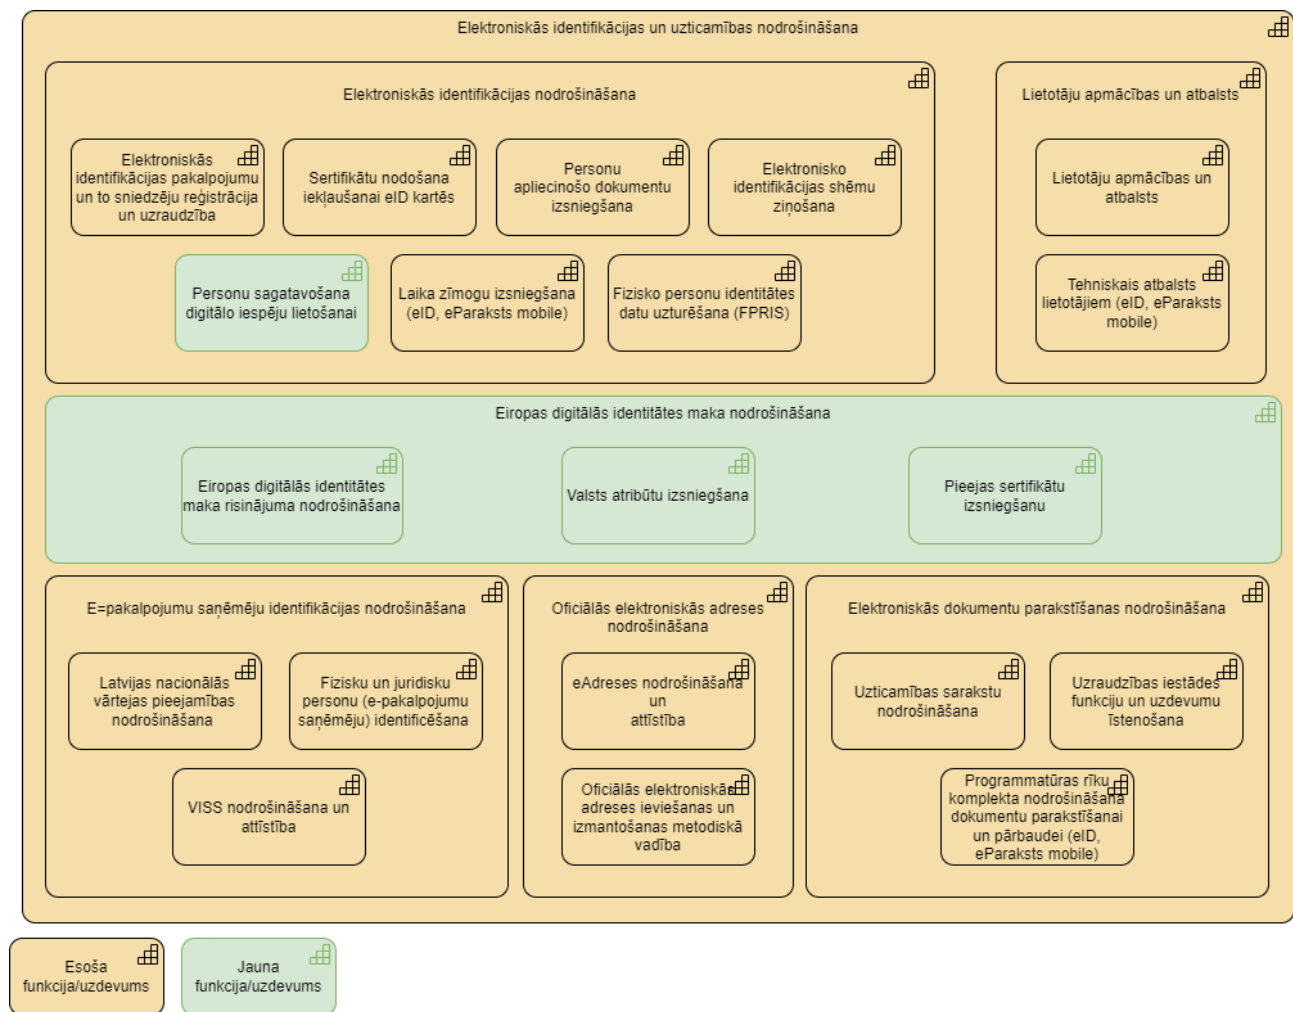 Elektroniskās identifikācijas un uzticamības nodrošināšana
Elektroniskās identifikācijas nodrošināšana
Elektroniskās
identifikācijas pakalpojumu
un to sniedzēju reģistrācija
un uzraudzība
Sertifikātu nodošana
iekļaušanai eID kartēs
Personu
apliecinošo dokumentu
izsniegšana
Elektronisko
identifikācijas shēmu
ziņošana
Personu sagatavošana
digitālo iespēju lietošanai
Laika zīmogu izsniegšana
(eID, eParaksts mobile)
Fizisko personu identitātes
datu uzturēšana (FPRIS)
Lietotāju apmācības un atbalsts
Lietotāju apmācības un
atbalsts
Tehniskais atbalsts
lietotājiem (eID, eParaksts
mobile)
Eiropas digitālās identitātes maka nodrošināšana
Eiropas digitālās identitātes
maka risinājuma nodrošināšana
Valsts atribūtu izsniegšana
Pieejas sertifikātu
izsniegšanu
E=pakalpojumu saņēmēju identifikācijas nodrošināšana
Latvijas nacionālās
vārtejas pieejamības
nodrošināšana
Fizisku un juridisku
personu (e-pakalpojumu
saņēmēju) identificēšana
VISS nodrošināšana un
attīstība
Oficiālās elektroniskās adreses
nodrošināšana
eAdreses nodrošināšana
un
attīstība
Oficiālās elektroniskās
adreses ieviešanas un
izmantošanas metodiskā
vadība
Elektroniskās dokumentu parakstīšanas nodrošināšana
Uzticamības sarakstu
nodrošināšana
Uzraudzības iestādes
funkciju un uzdevumu
īstenošana
Programmatūras rīku
komplekta nodrošināšana
dokumentu parakstīšanai
un pārbaudei (eID,
eParaksts mobile)
Esoša
funkcija/uzdevums
Jauna
funkcija/uzdevums